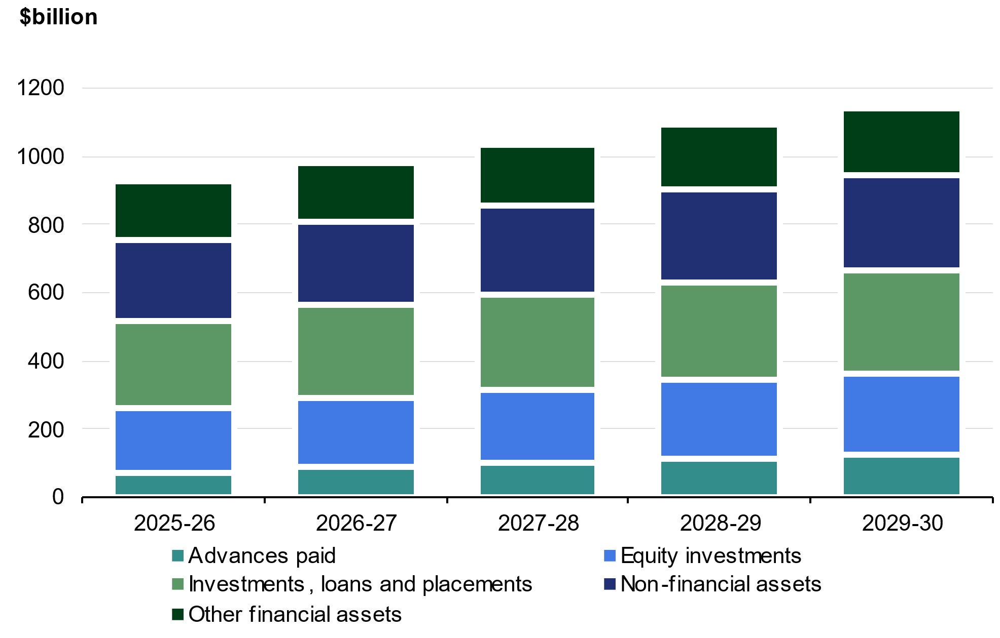 $billion
1200
1000
800
600
400
200
0
2025-26 2026-27 2027-28 2028-29 2029-30
Advances paid Equity investments
Investments, loans and placements Non-financial assets
Other financial assets